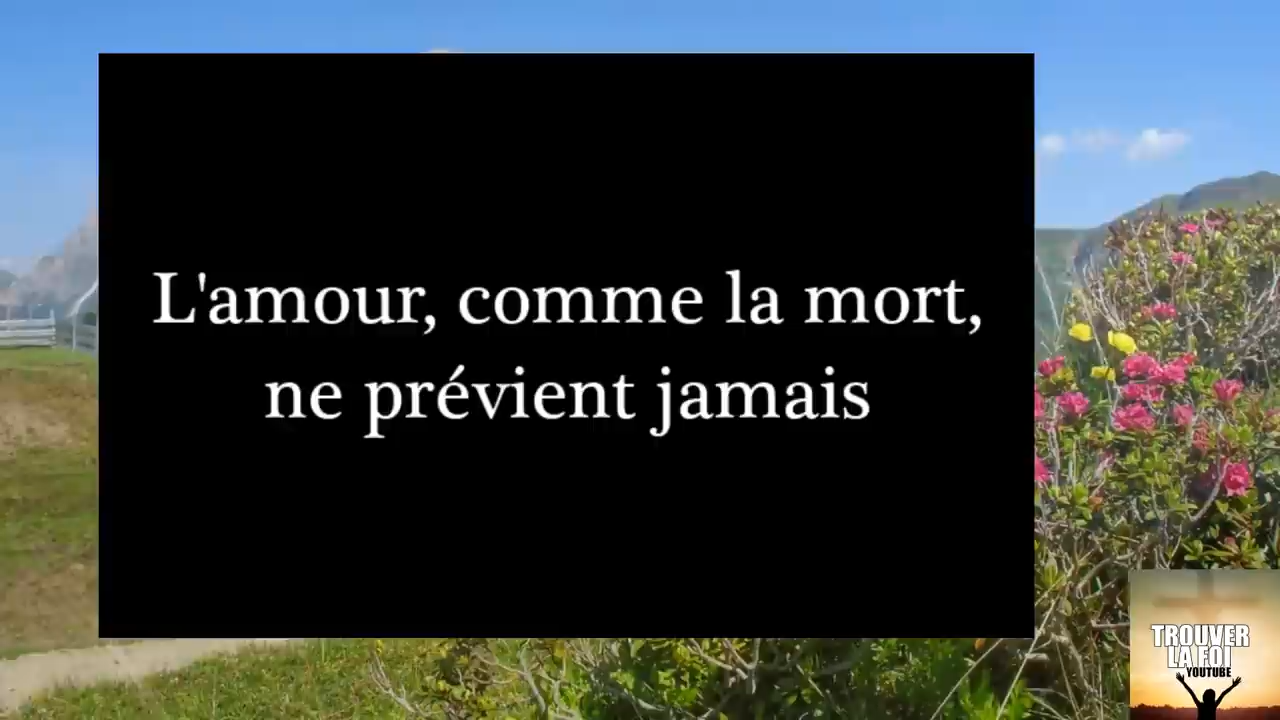 L'amour, comme la mort,
ne prévient jamais
TROUVER
LA FOI
YOUTUBE